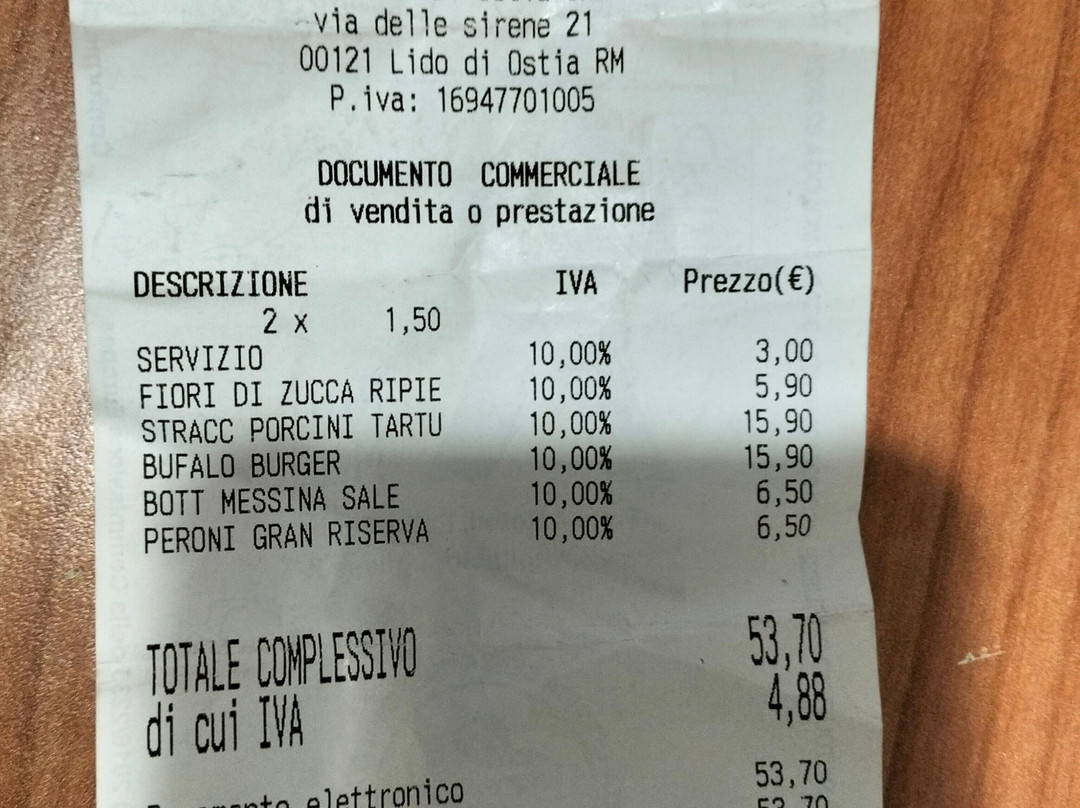 via delle sirene 21
00121 Lido di Ostia RM
P.iva: 16947701005
DOCUMENTO COMMERCIALE
di vendita o prestazione
DESCRIZIONE IVA Prezzo(€)
2 x 1,50
SERVIZIO 10,00% 3,00
FIORI DI ZUCCA RIPIE 10,00% 5,90
STRACC PORCINI TARTU 10,00% 15,90
BUFALO BURGER 10,00% 15,90
BOTT MESSINA SALE 10,00% 6,50
PERONI GRAN RISERVA 10,00% 6,50
TOTALE COMPLESSIVO 53,70
di cui IVA 4,88
elettronico 53,70
53,70